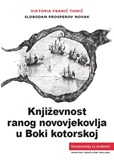 VIKTORIA FRANIĆ TOMIĆ
SLOBODAN PROSPEROV NOVAK
Književnost
ranog novovjekovlja
u Boki kotorskoj